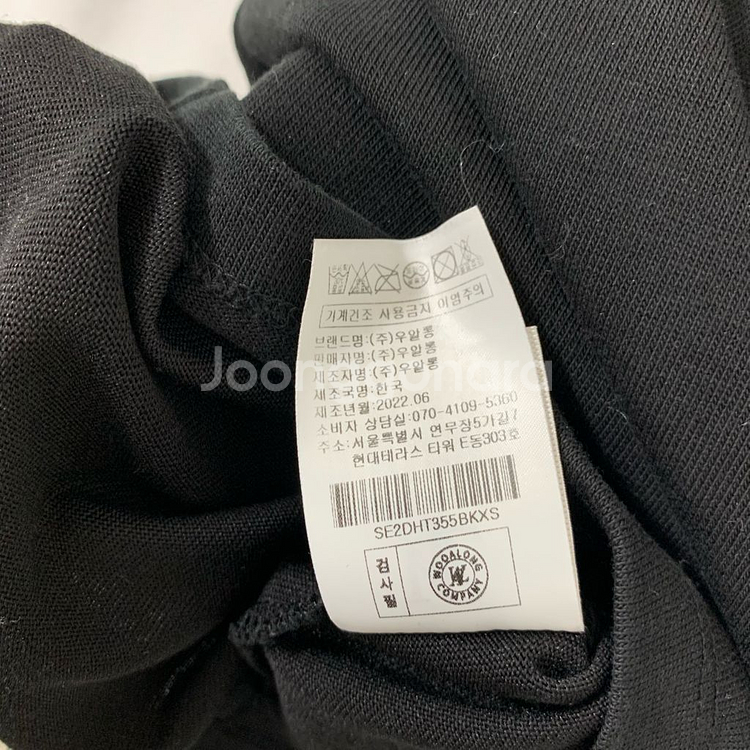 기계건조 사용금지 이염주의
브랜드명:(주)우알롱
판매자명:(주)우알롱
제조자명:(주)우알롱
제조국명:한국
제조년월:2022.06
소비자 상담실:070-4109-5360
주소:서울특별시 연무장5가길7
현대테라스 타워 E동303호
SE2DHT355BKXS
검사필
WOOALONG
COMPANY